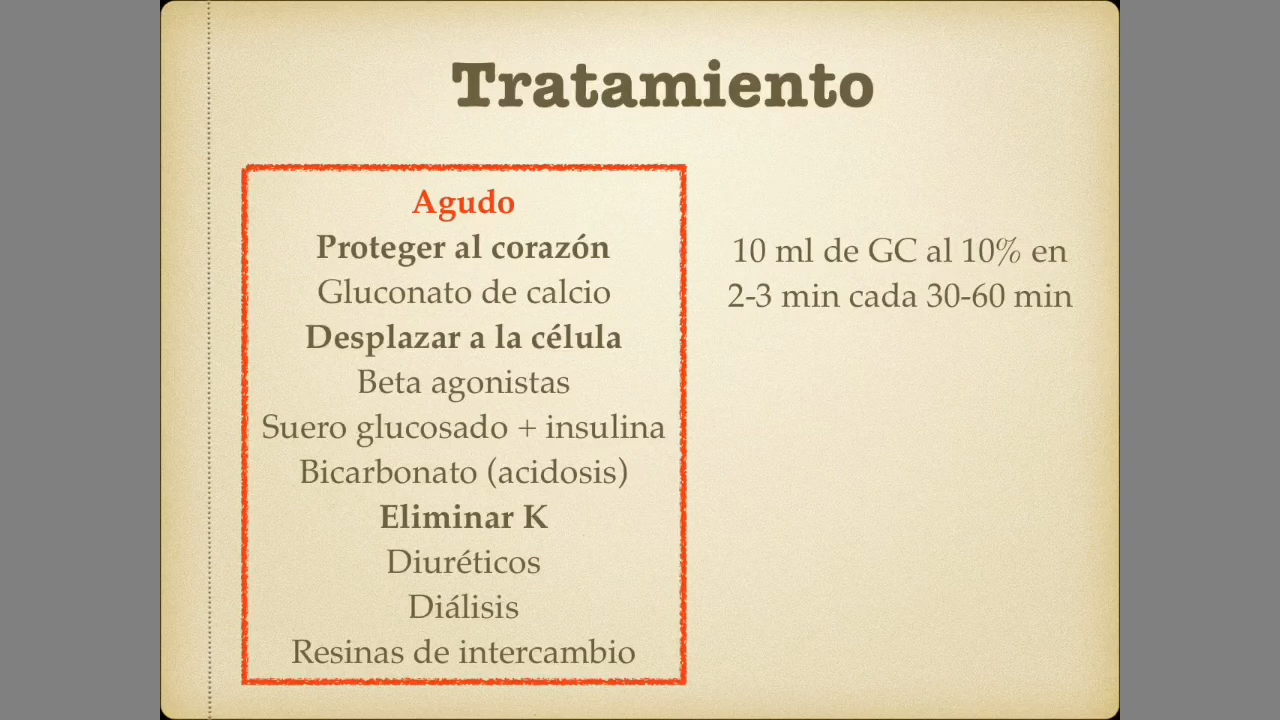 Tratamiento
Agudo
Proteger al corazón
Gluconato de calcio
Desplazar a la célula
Beta agonistas
Suero glucosado + insulina
Bicarbonato (acidosis)
Eliminar K
Diuréticos
Diálisis
Resinas de intercambio
10 ml de GC al 10% en
2-3 min cada 30-60 min